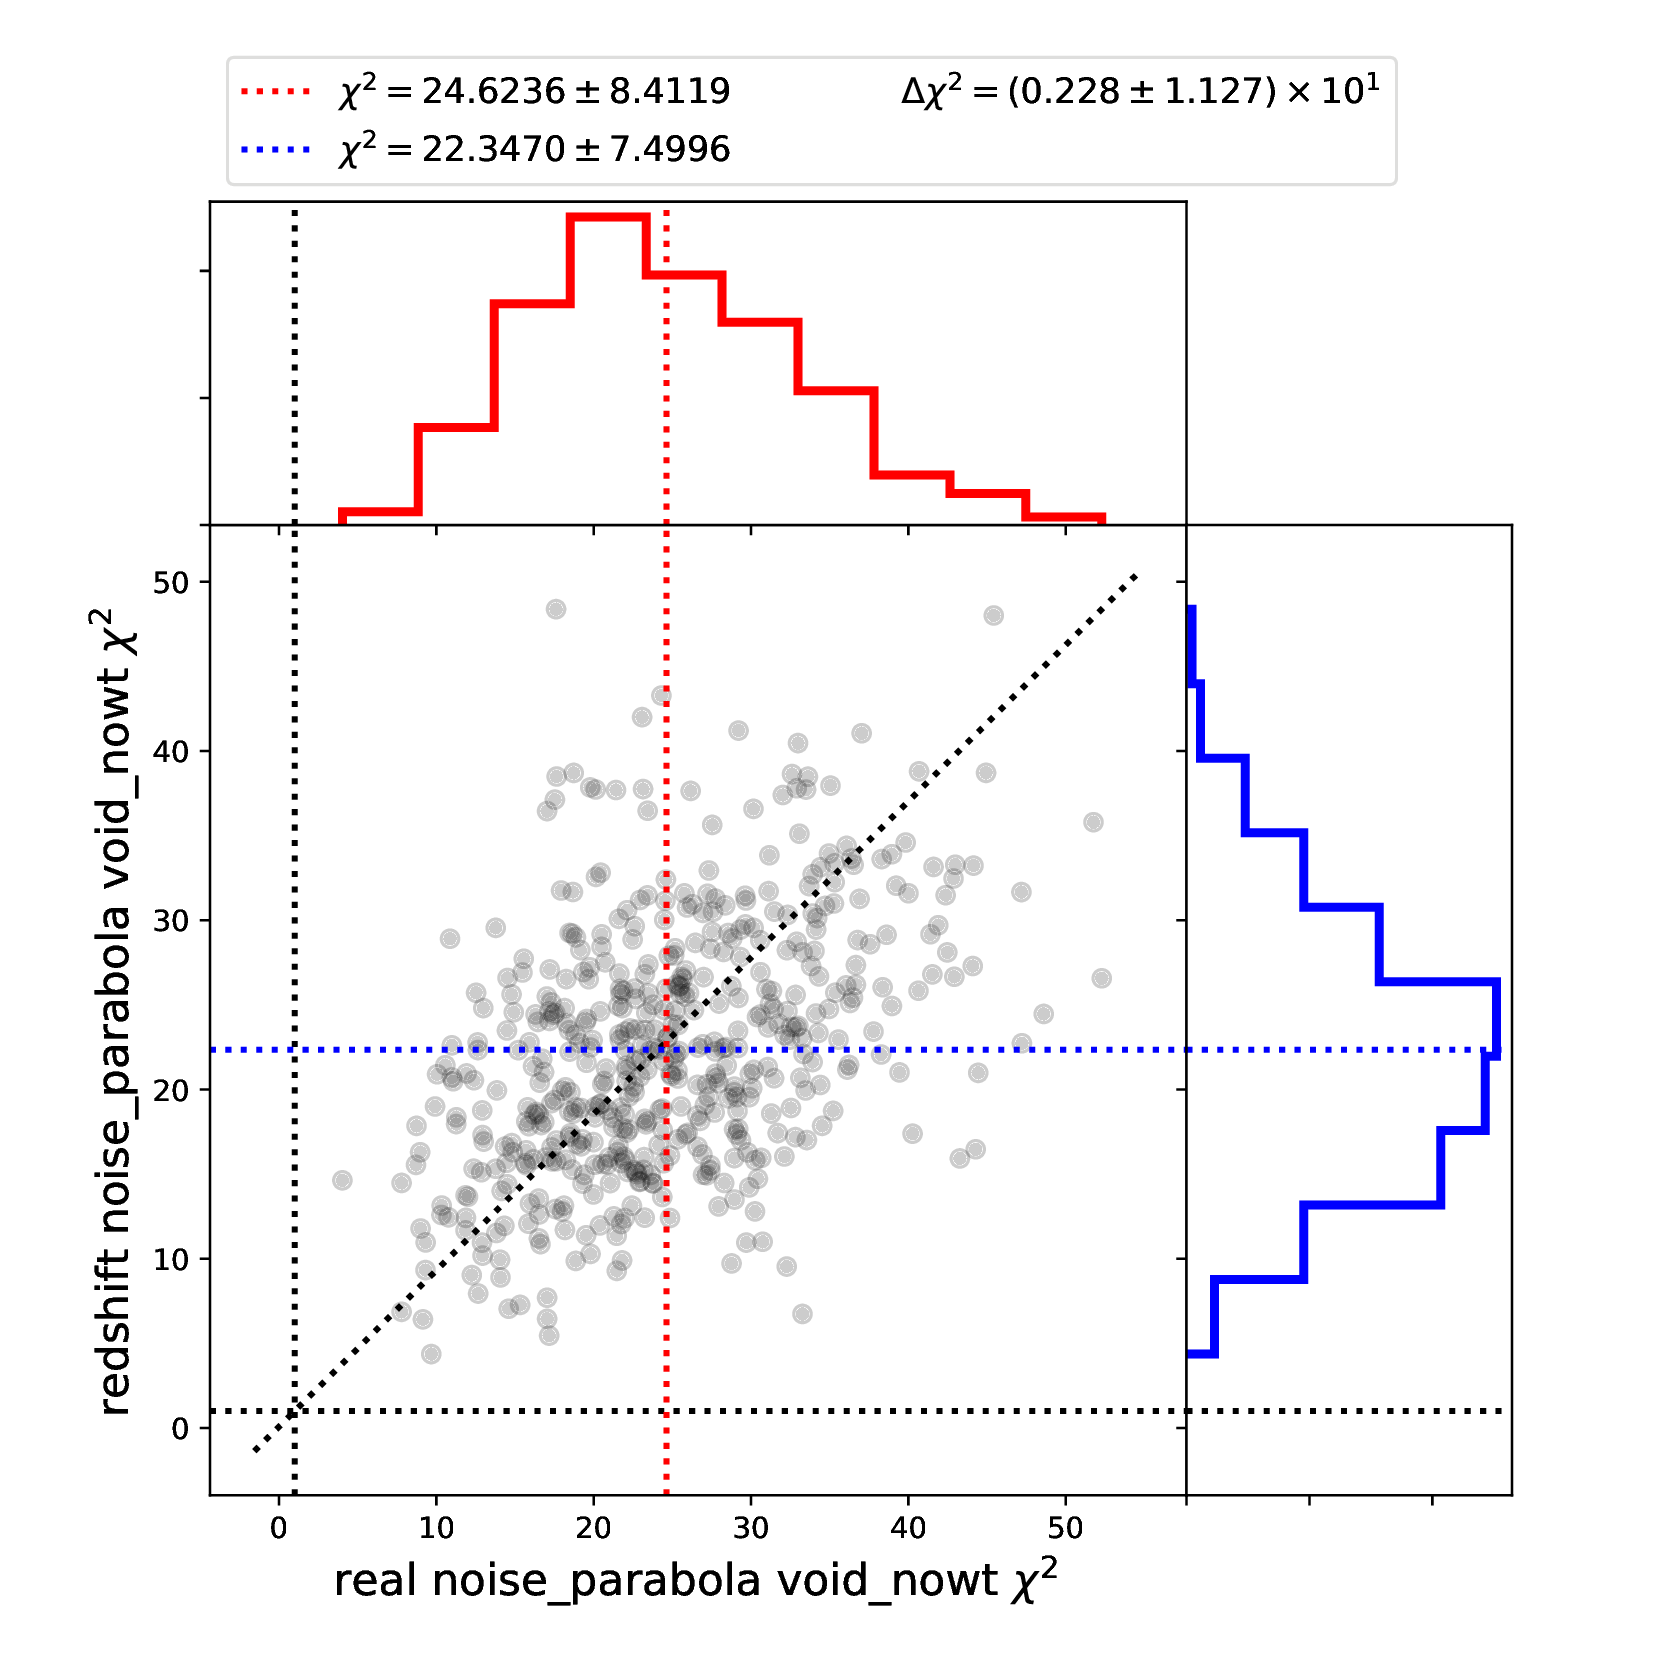 χ² = 24.6236 ± 8.4119
χ² = 22.3470 ± 7.4996
Δχ² = (0.228 ± 1.127) × 10¹
redshift noise_parabola void_nowt χ²
50
40
30
20
10
0
0 10 20 30 40 50
real noise_parabola void_nowt χ²